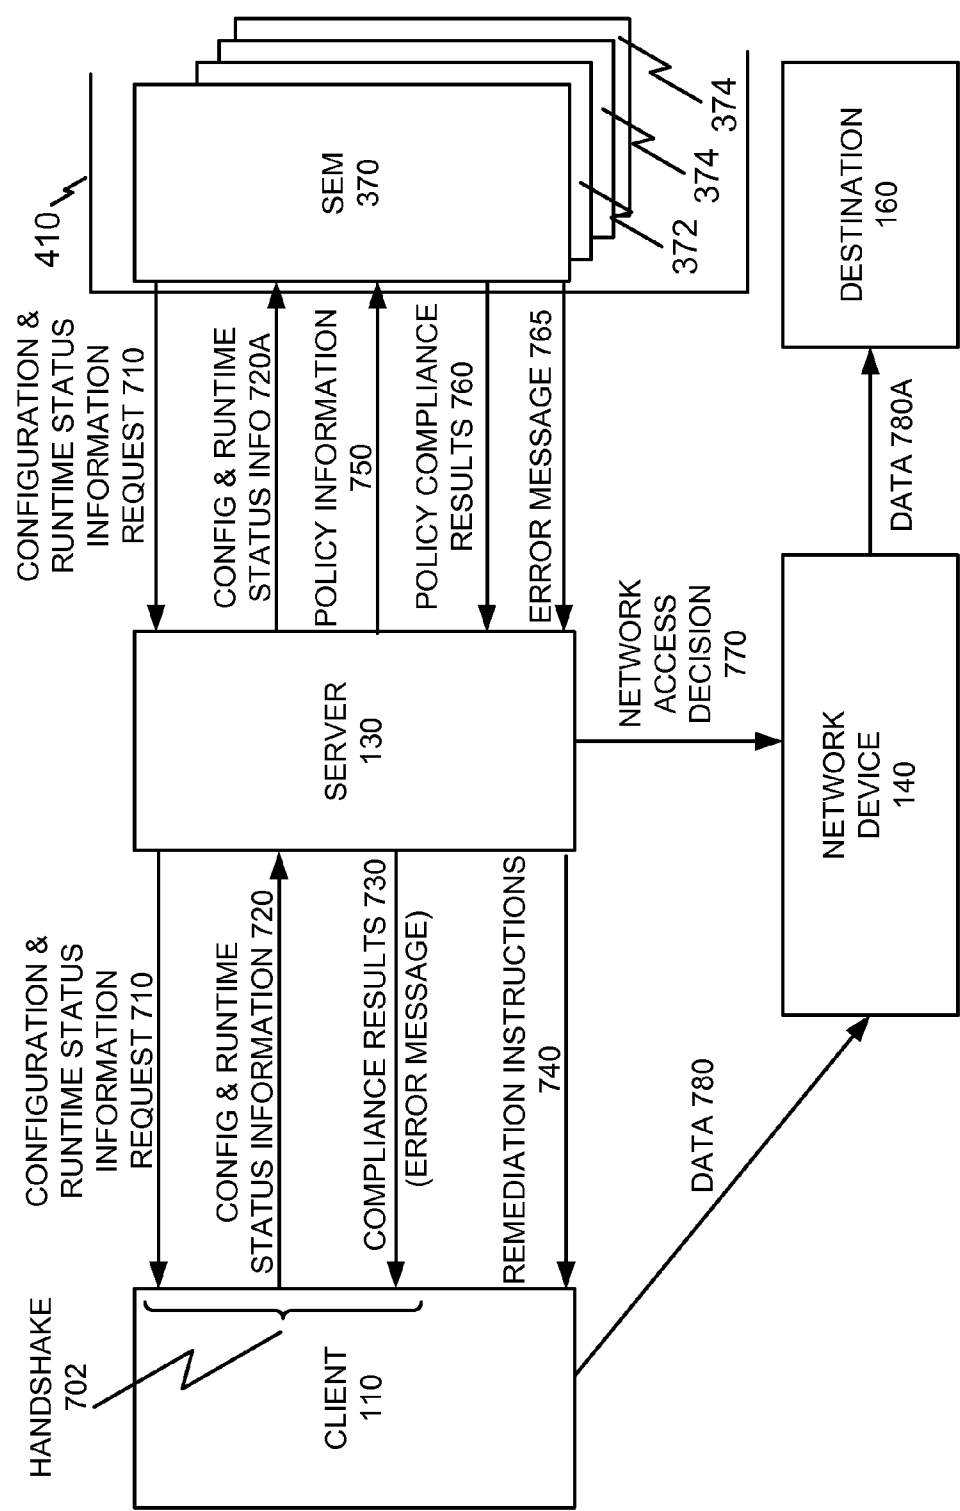 HANDSHAKE
702
CONFIGURATION &
RUNTIME STATUS
INFORMATION
REQUEST 710
CONFIG & RUNTIME
STATUS INFORMATION 720
COMPLIANCE RESULTS 730
(ERROR MESSAGE)
REMEDIATION INSTRUCTIONS
740
CLIENT
110
SERVER
130
CONFIGURATION &
RUNTIME STATUS
INFORMATION
REQUEST 710
CONFIG & RUNTIME
STATUS INFO 720A
POLICY INFORMATION
750
POLICY COMPLIANCE
RESULTS 760
ERROR MESSAGE 765
410
SEM
370
372
374
374
NETWORK
ACCESS
DECISION
770
DATA 780
NETWORK
DEVICE
140
DATA 780A
DESTINATION
160